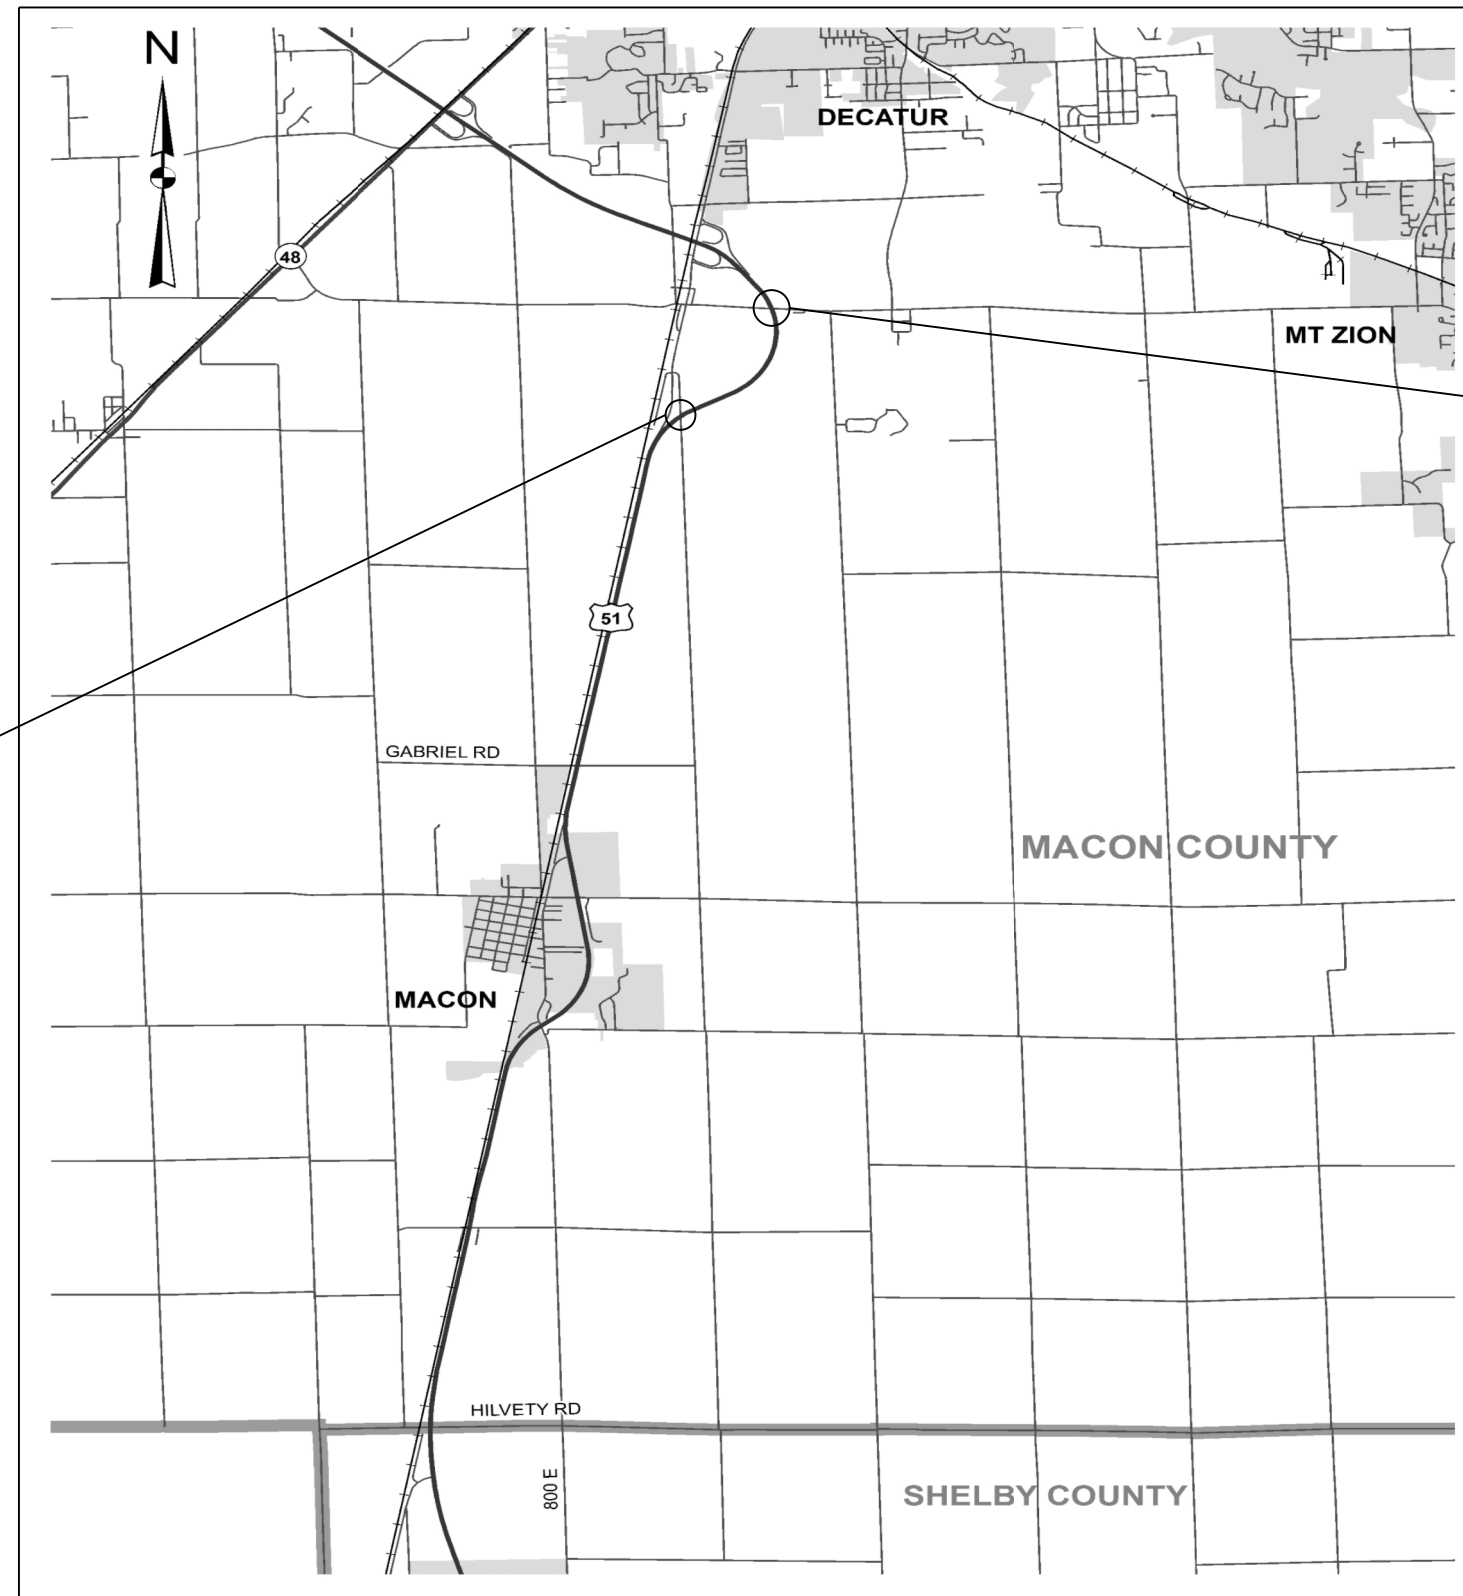 N
DECATUR
48
MT ZION
51
GABRIEL RD
MACON COUNTY
MACON
HILVETY RD
800 E
SHELBY COUNTY